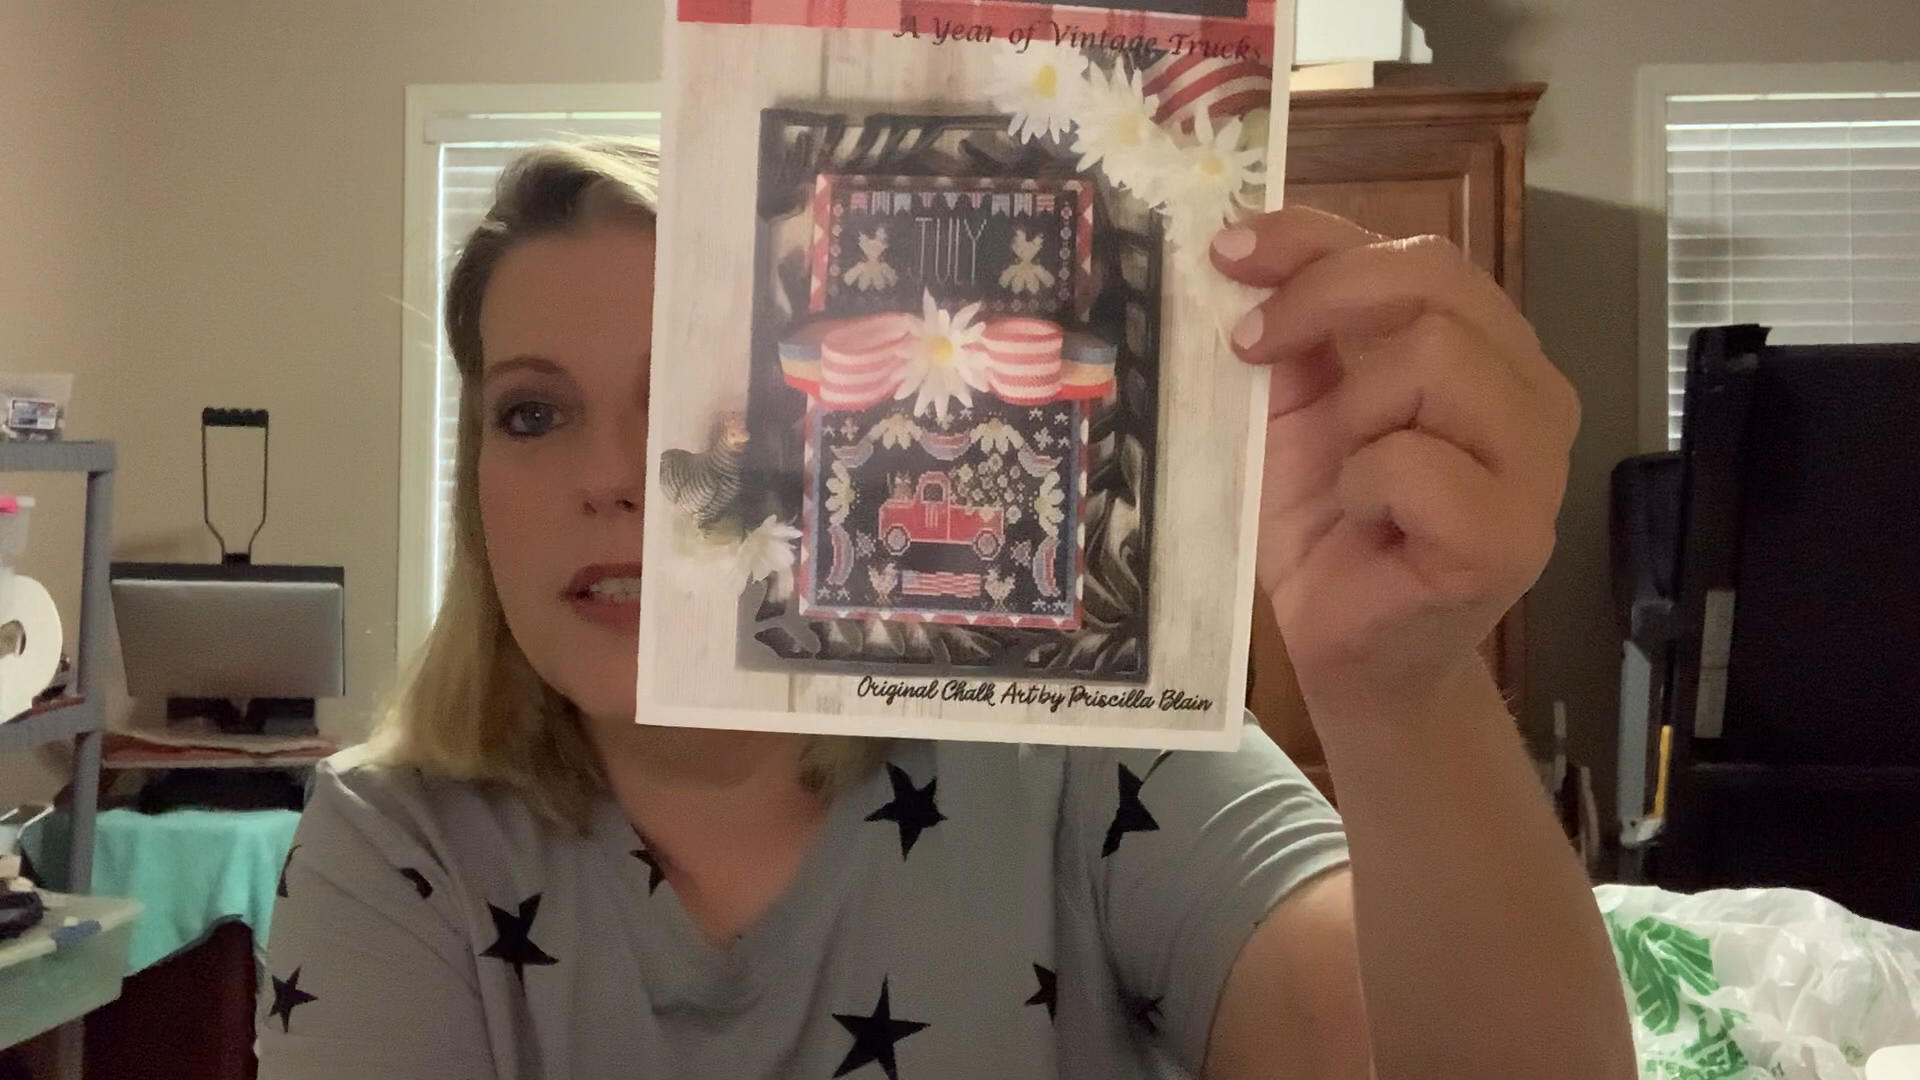 A Year of Vintage Trucks
JULY
Original Chalk Art by Priscilla Blain